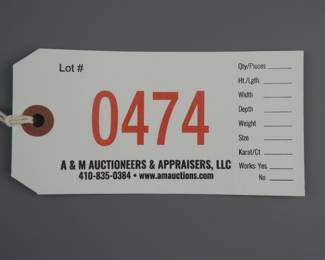 Lot #
0474
A & M AUCTIONEERS & APPRAISERS, LLC
410-835-0384 • www.amauctions.com
Qty/Pieces
Ht./Lgth.
Width
Depth
Weight
Size
Karat/Ct
Works: Yes
No